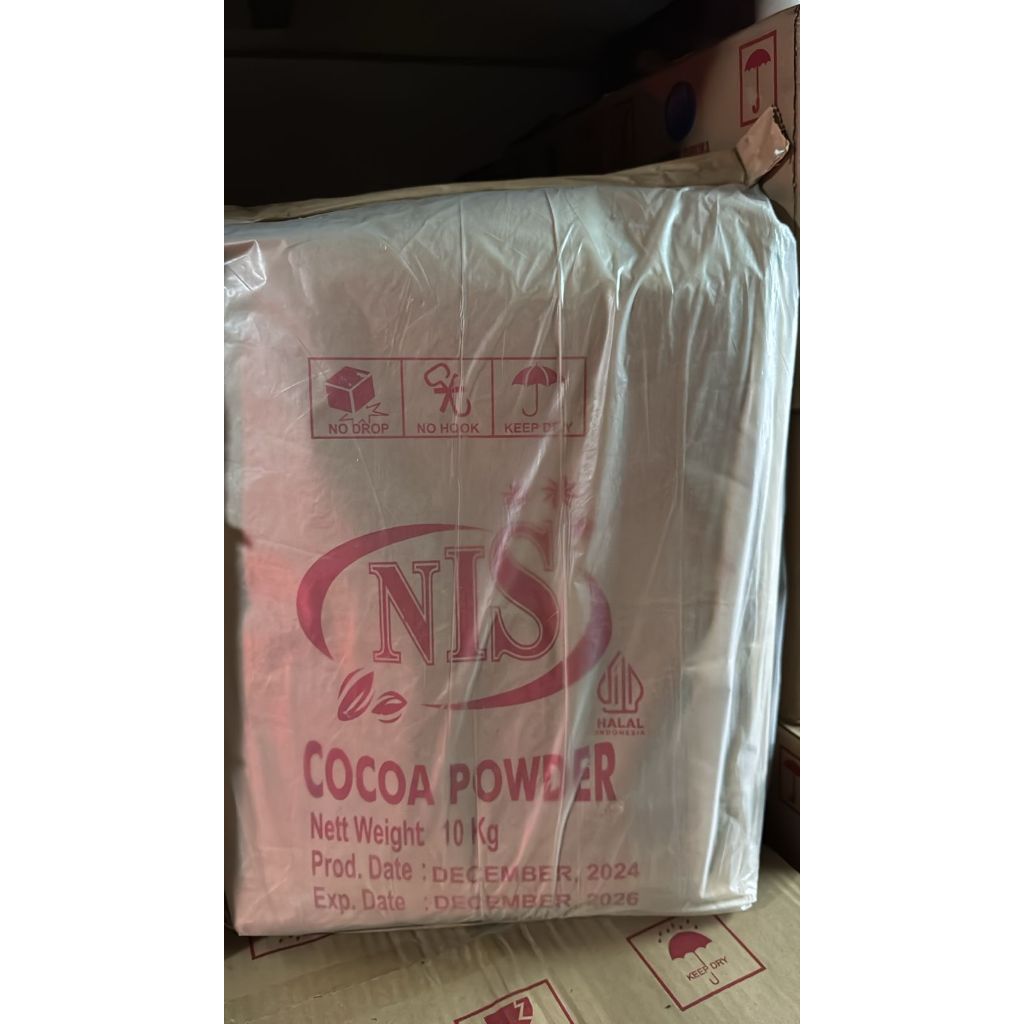 NO DROP NO HOOK KEEP DRY
NIS
HALAL
INDONESIA
COCOA POWDER
Nett Weight 10 Kg
Prod. Date : DECEMBER, 2024
Exp. Date : DECEMBER, 2026
KEEP DRY